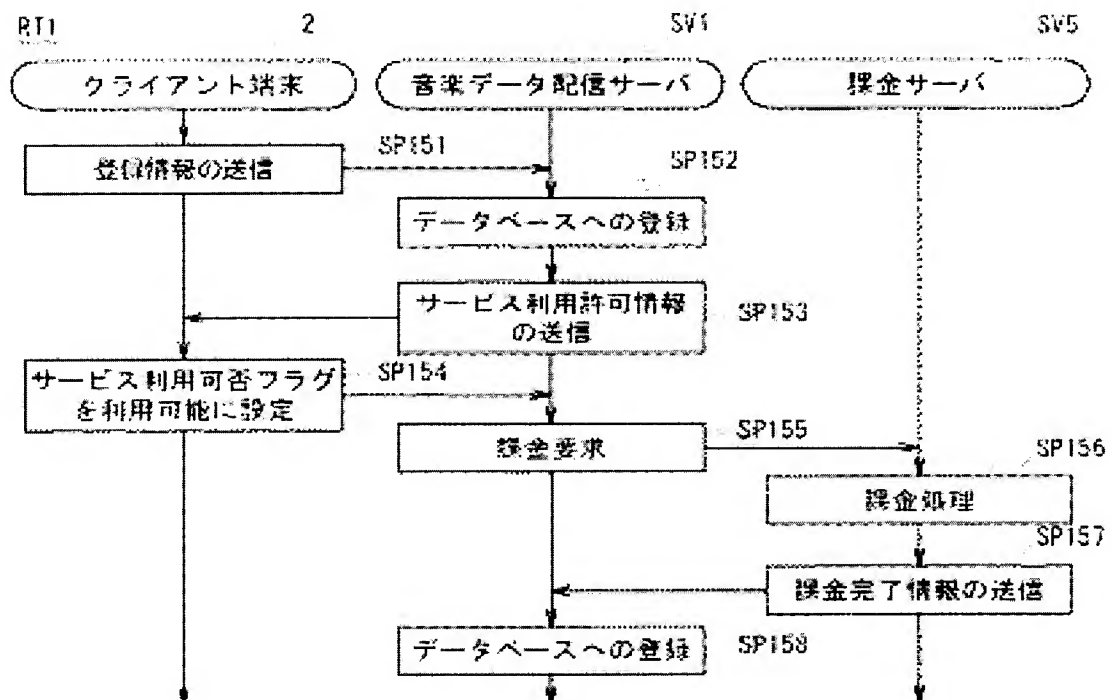 RT1 2 SV1 SV5
クライアント端末 音楽データ配信サーバ 課金サーバ
登録情報の送信 SP151
SP152
データベースへの登録
サービス利用許可情報
の送信
SP153
サービス利用可否フラグ
を利用可能に設定
SP154
課金要求 SP155
SP156
課金処理
SP157
課金完了情報の送信
データベースへの登録 SP158